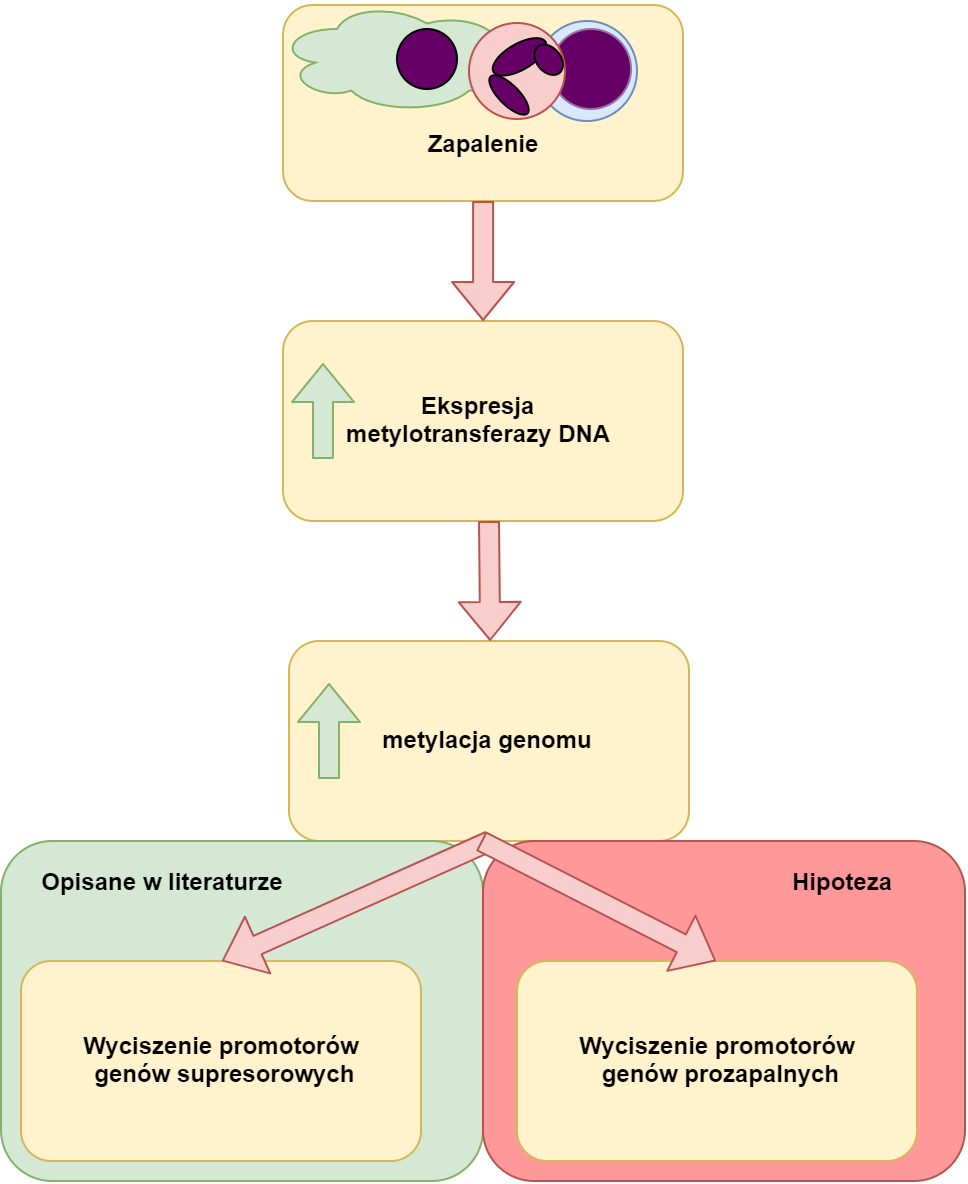 Zapalenie
Ekspresja
metylotransferazy DNA
metylacja genomu
Opisane w literaturze
Hipoteza
Wyciszenie promotorów
genów supresorowych
Wyciszenie promotorów
genów prozapalnych